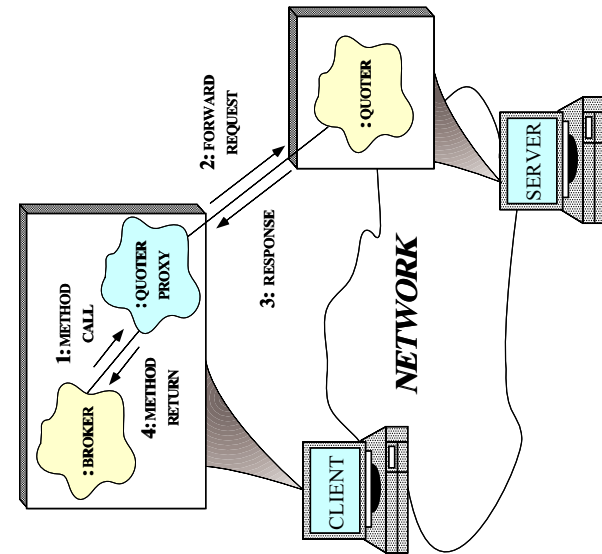 1: METHOD
CALL
:BROKER
:QUOTER
PROXY
4: METHOD
RETURN
2: FORWARD
REQUEST
:QUOTER
3: RESPONSE
NETWORK
CLIENT
SERVER